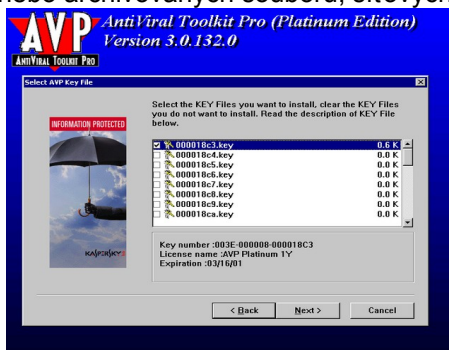 nebo archivovaných souborů, síťových
AVP
AntiViral Toolkit Pro
AntiViral Toolkit Pro (Platinum Edition)
Version 3.0.132.0
Select AVP Key File
INFORMATION PROTECTED
KASPERSKY
Select the KEY Files you want to install, clear the KEY Files
you do not want to install. Read the description of KEY File
below.
000018c3.key 0.6 K
000018c4.key 0.0 K
000018c5.key 0.0 K
000018c6.key 0.0 K
000018c7.key 0.0 K
000018c8.key 0.0 K
000018c9.key 0.0 K
000018ca.key 0.0 K
Key number :003E-000008-000018C3
License name :AVP Platinum 1Y
Expiration :03/16/01
< Back Next > Cancel